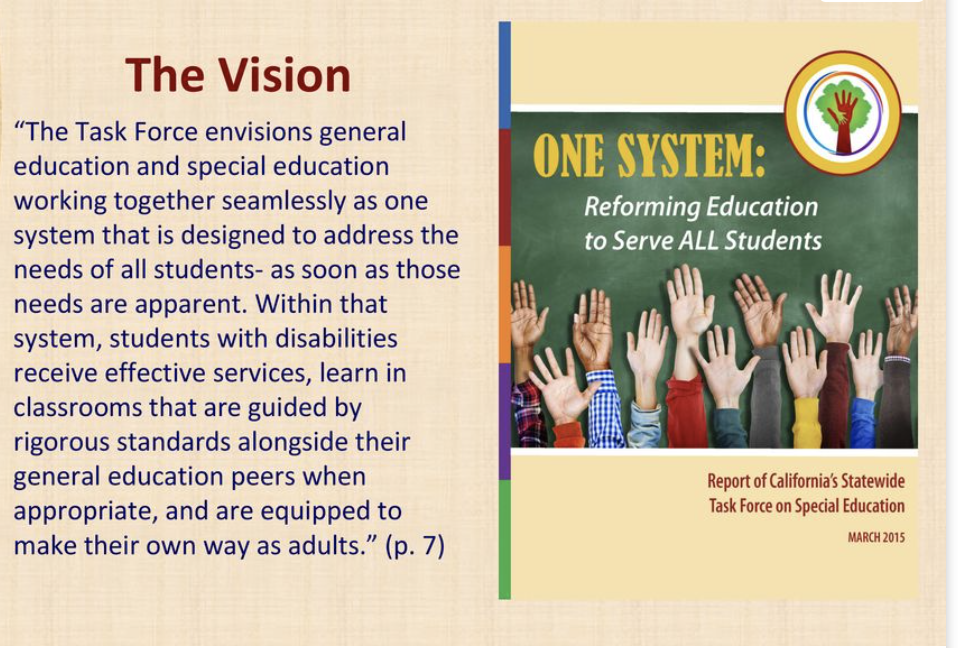 The Vision
“The Task Force envisions general
education and special education
working together seamlessly as one
system that is designed to address the
needs of all students- as soon as those
needs are apparent. Within that
system, students with disabilities
receive effective services, learn in
classrooms that are guided by
rigorous standards alongside their
general education peers when
appropriate, and are equipped to
make their own way as adults.” (p. 7)
ONE SYSTEM:
Reforming Education
to Serve ALL Students
Report of California’s Statewide
Task Force on Special Education
MARCH 2015